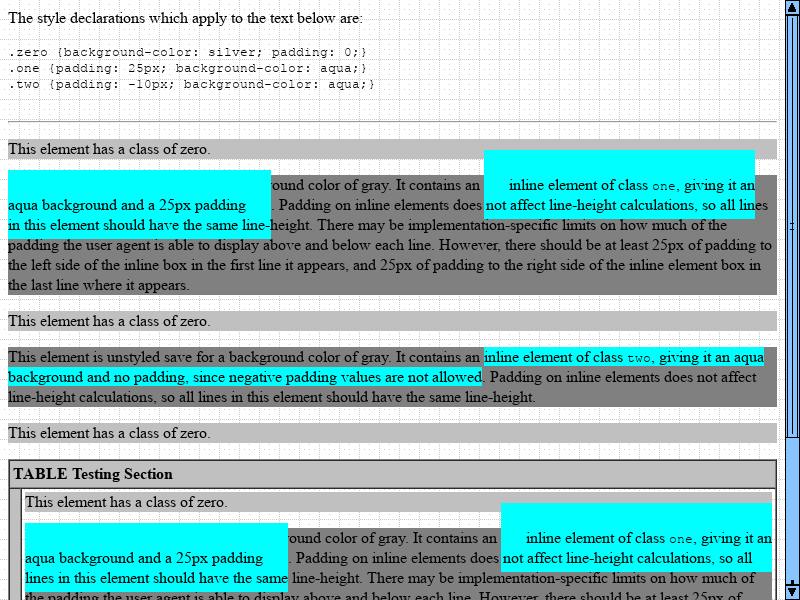 The style declarations which apply to the text below are:
.zero {background-color: silver; padding: 0;}
.one {padding: 25px; background-color: aqua;}
.two {padding: -10px; background-color: aqua;}
This element has a class of zero.
ound color of gray. It contains an inline element of class one, giving it an
aqua background and a 25px padding. Padding on inline elements does not affect line-height calculations, so all lines
in this element should have the same line-height. There may be implementation-specific limits on how much of the
padding the user agent is able to display above and below each line. However, there should be at least 25px of padding to
the left side of the inline box in the first line it appears, and 25px of padding to the right side of the inline element box in
the last line where it appears.
This element has a class of zero.
This element is unstyled save for a background color of gray. It contains an inline element of class two, giving it an aqua
background and no padding, since negative padding values are not allowed. Padding on inline elements does not affect
line-height calculations, so all lines in this element should have the same line-height.
This element has a class of zero.
TABLE Testing Section
This element has a class of zero.
ound color of gray. It contains an inline element of class one, giving it an
aqua background and a 25px padding. Padding on inline elements does not affect line-height calculations, so all
lines in this element should have the same line-height. There may be implementation-specific limits on how much of
the padding the user agent is able to display above and below each line. However, there should be at least 25px of